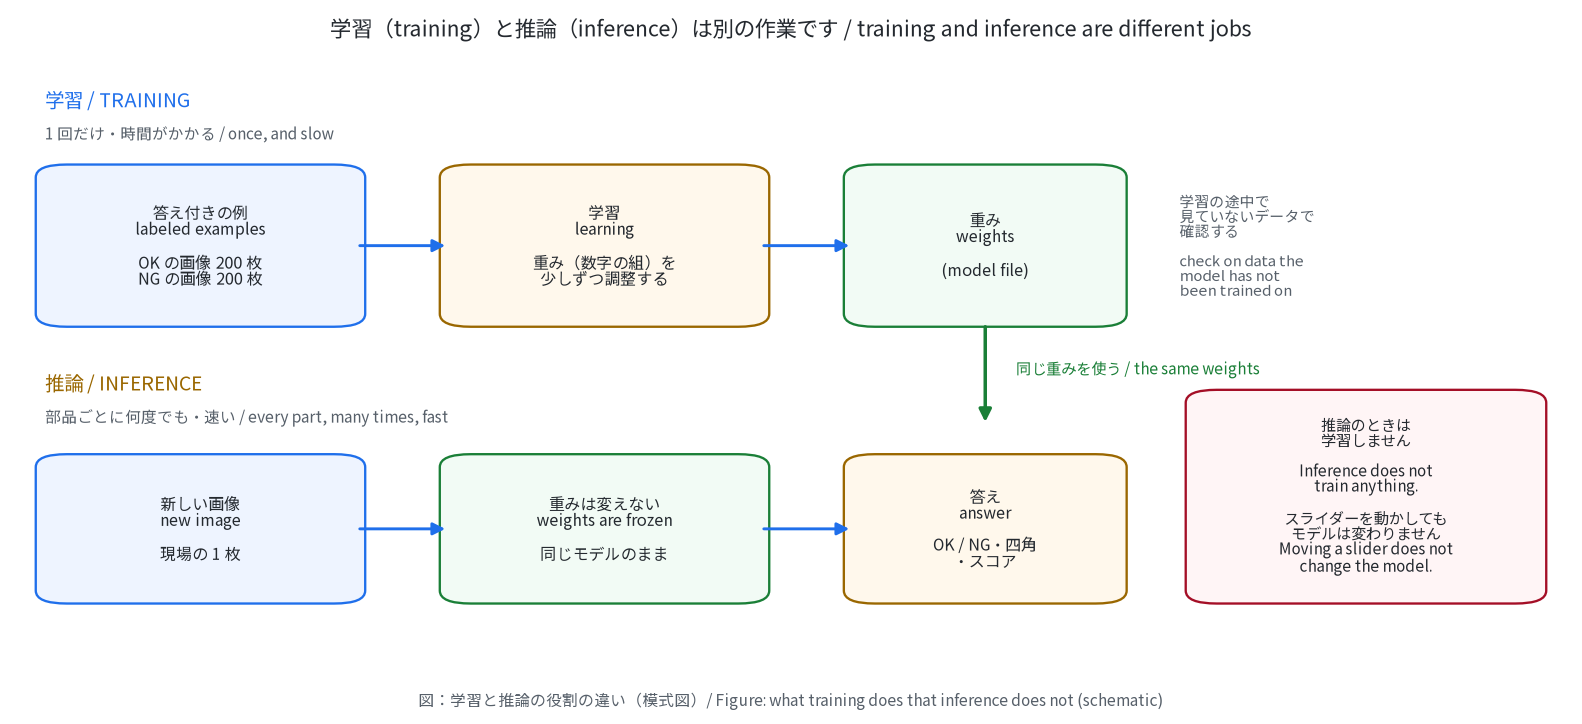 学習（training）と推論（inference）は別の作業です / training and inference are different jobs
学習 / TRAINING
1 回だけ・時間がかかる / once, and slow
答え付きの例
labeled examples
OK の画像 200 枚
NG の画像 200 枚
学習
learning
重み（数字の組）を
少しずつ調整する
重み
weights
(model file)
学習の途中で
見ていないデータで
確認する
check on data the
model has not
been trained on
同じ重みを使う / the same weights
推論 / INFERENCE
部品ごとに何度でも・速い / every part, many times, fast
新しい画像
new image
現場の 1 枚
重みは変えない
weights are frozen
同じモデルのまま
答え
answer
OK / NG・四角
・スコア
推論のときは
学習しません
Inference does not
train anything.
スライダーを動かしても
モデルは変わりません
Moving a slider does not
change the model.
図：学習と推論の役割の違い（模式図）/ Figure: what training does that inference does not (schematic)